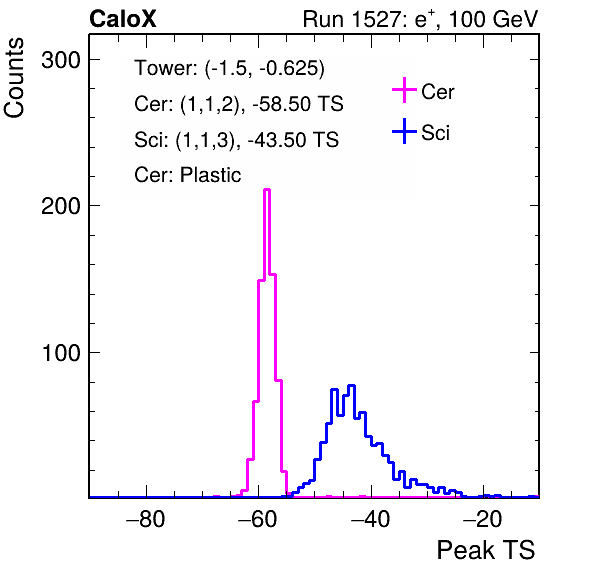 CaloX Run 1527: e+, 100 GeV
Counts
300
200
100
Tower: (-1.5, -0.625)
Cer: (1,1,2), -58.50 TS
Sci: (1,1,3), -43.50 TS
Cer: Plastic
Cer
Sci
−80 −60 −40 −20
Peak TS